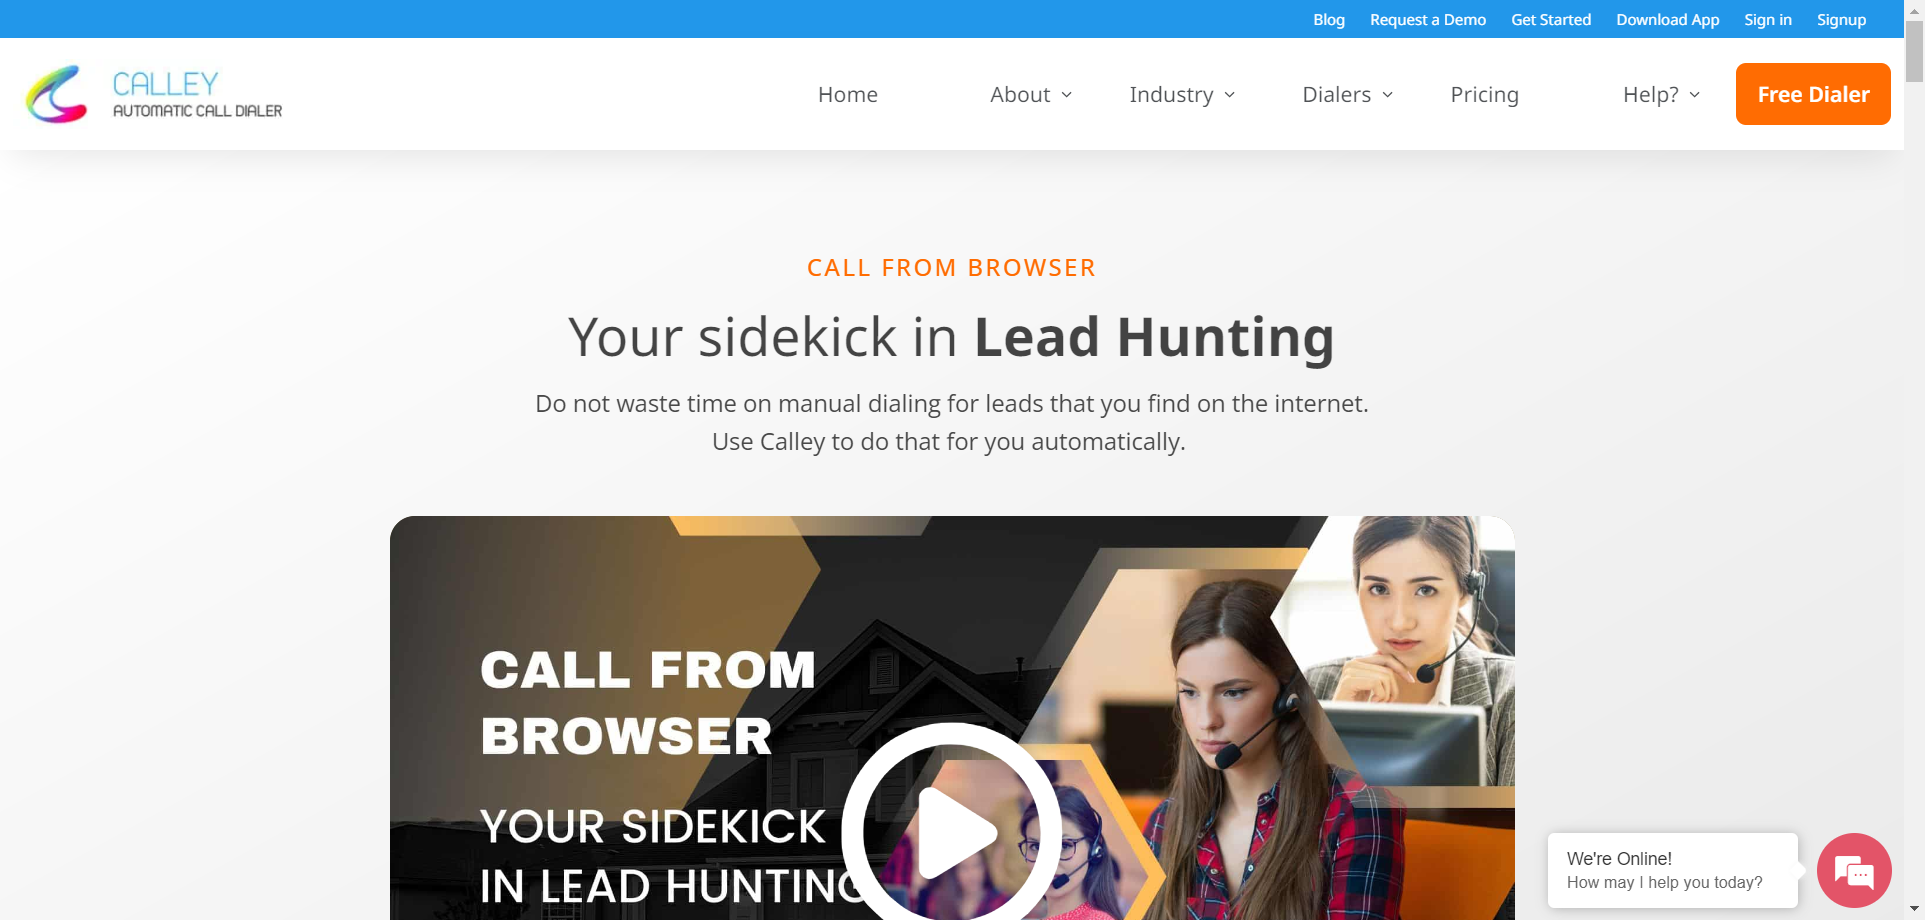 Blog Request a Demo Get Started Download App Sign in Signup
CALLEY
AUTOMATIC CALL DIALER
Home About Industry Dialers Pricing Help? Free Dialer
CALL FROM BROWSER
Your sidekick in Lead Hunting
Do not waste time on manual dialing for leads that you find on the internet.
Use Calley to do that for you automatically.
CALL FROM
BROWSER
YOUR SIDEKICK
IN LEAD HUNTING
We're Online!
How may I help you today?